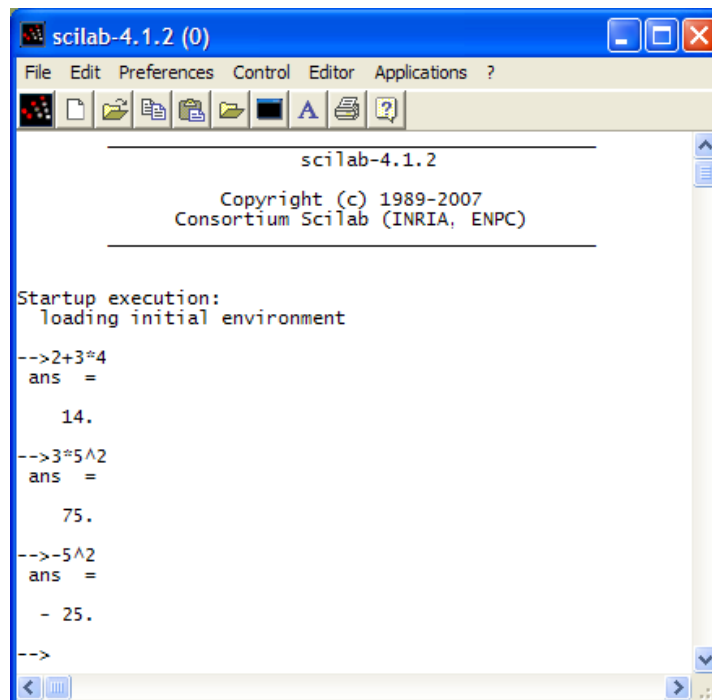 scilab-4.1.2 (0)
File Edit Preferences Control Editor Applications ?
A
scilab-4.1.2
Copyright (c) 1989-2007
Consortium Scilab (INRIA, ENPC)
Startup execution:
loading initial environment
-->2+3*4
ans =
14.
-->3*5^2
ans =
75.
-->-5^2
ans =
- 25.
-->